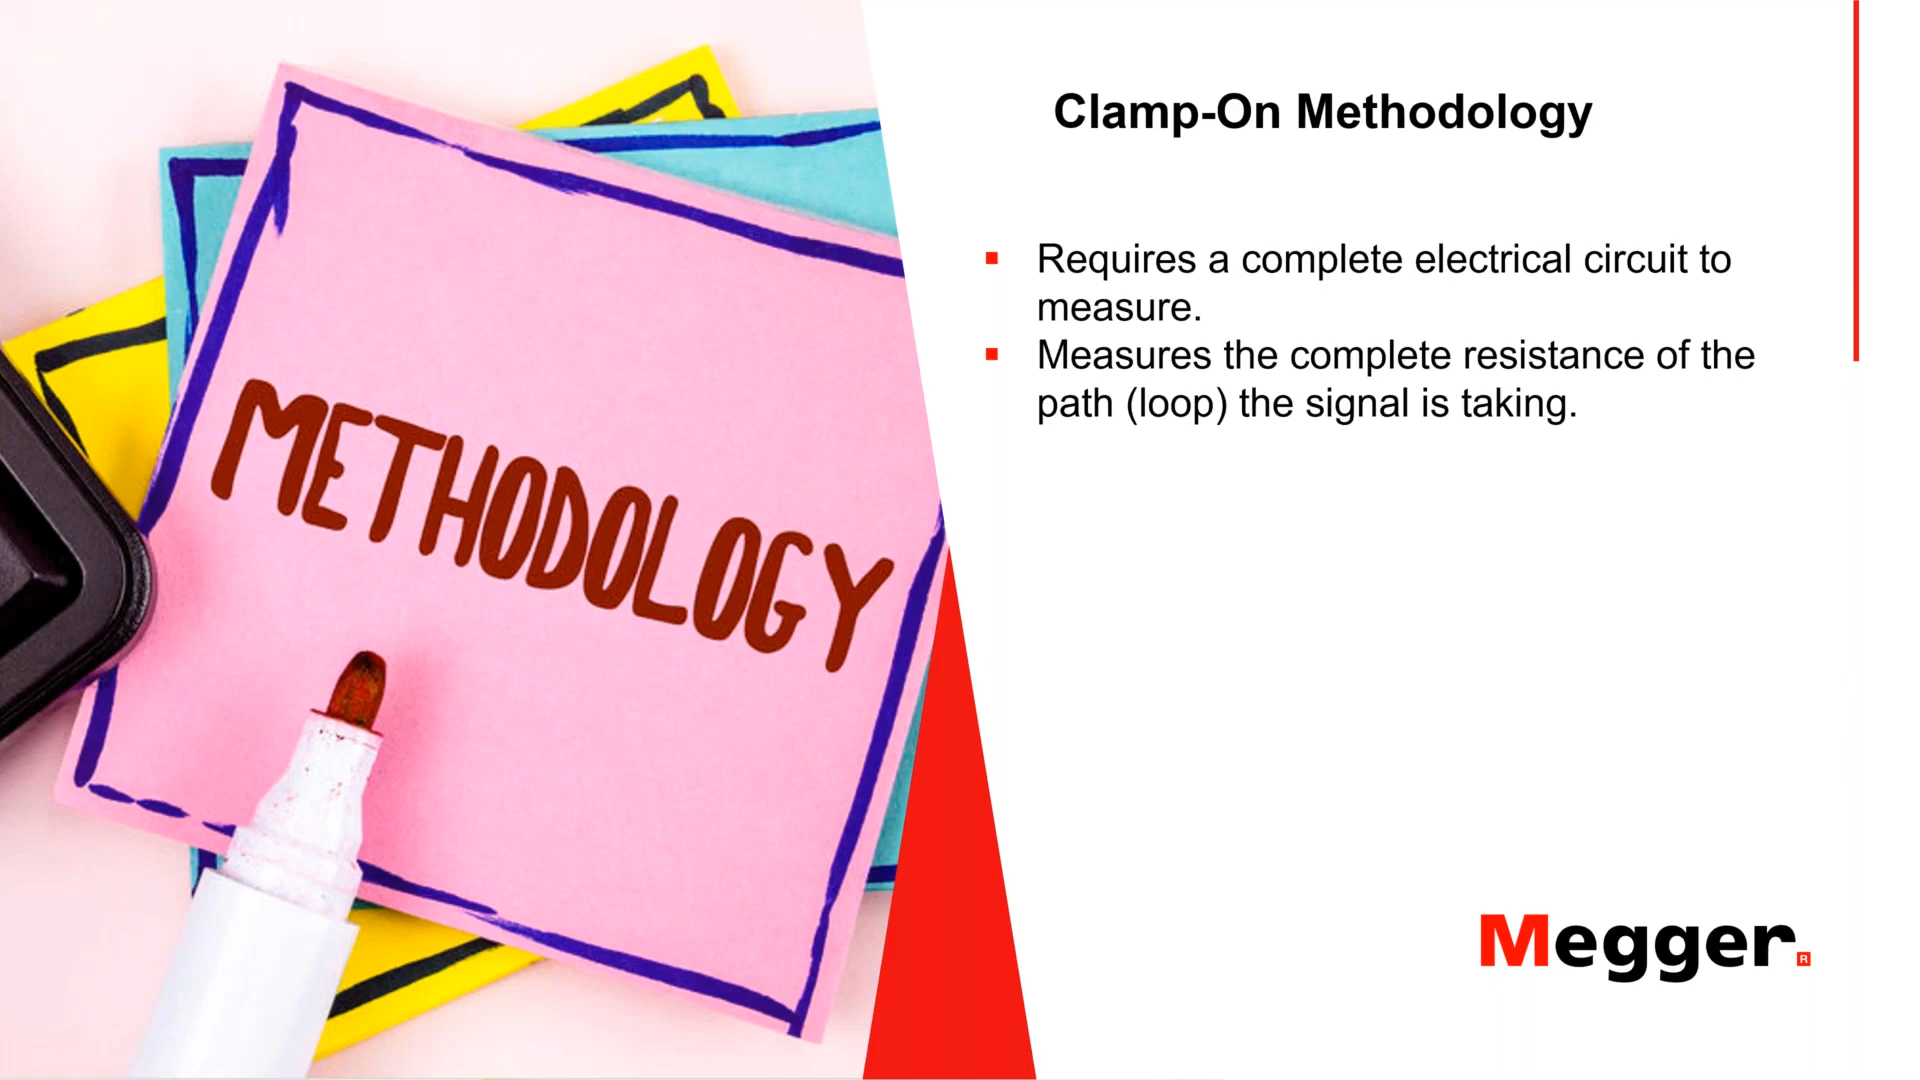 METHODOLOGY
Clamp-On Methodology
Requires a complete electrical circuit to
measure.
Measures the complete resistance of the
path (loop) the signal is taking.
Megger.
R